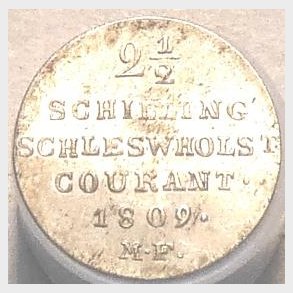 2 1/2
SCHILLING
SCHLESWHOLST
COURANT·
1809·
M·F·